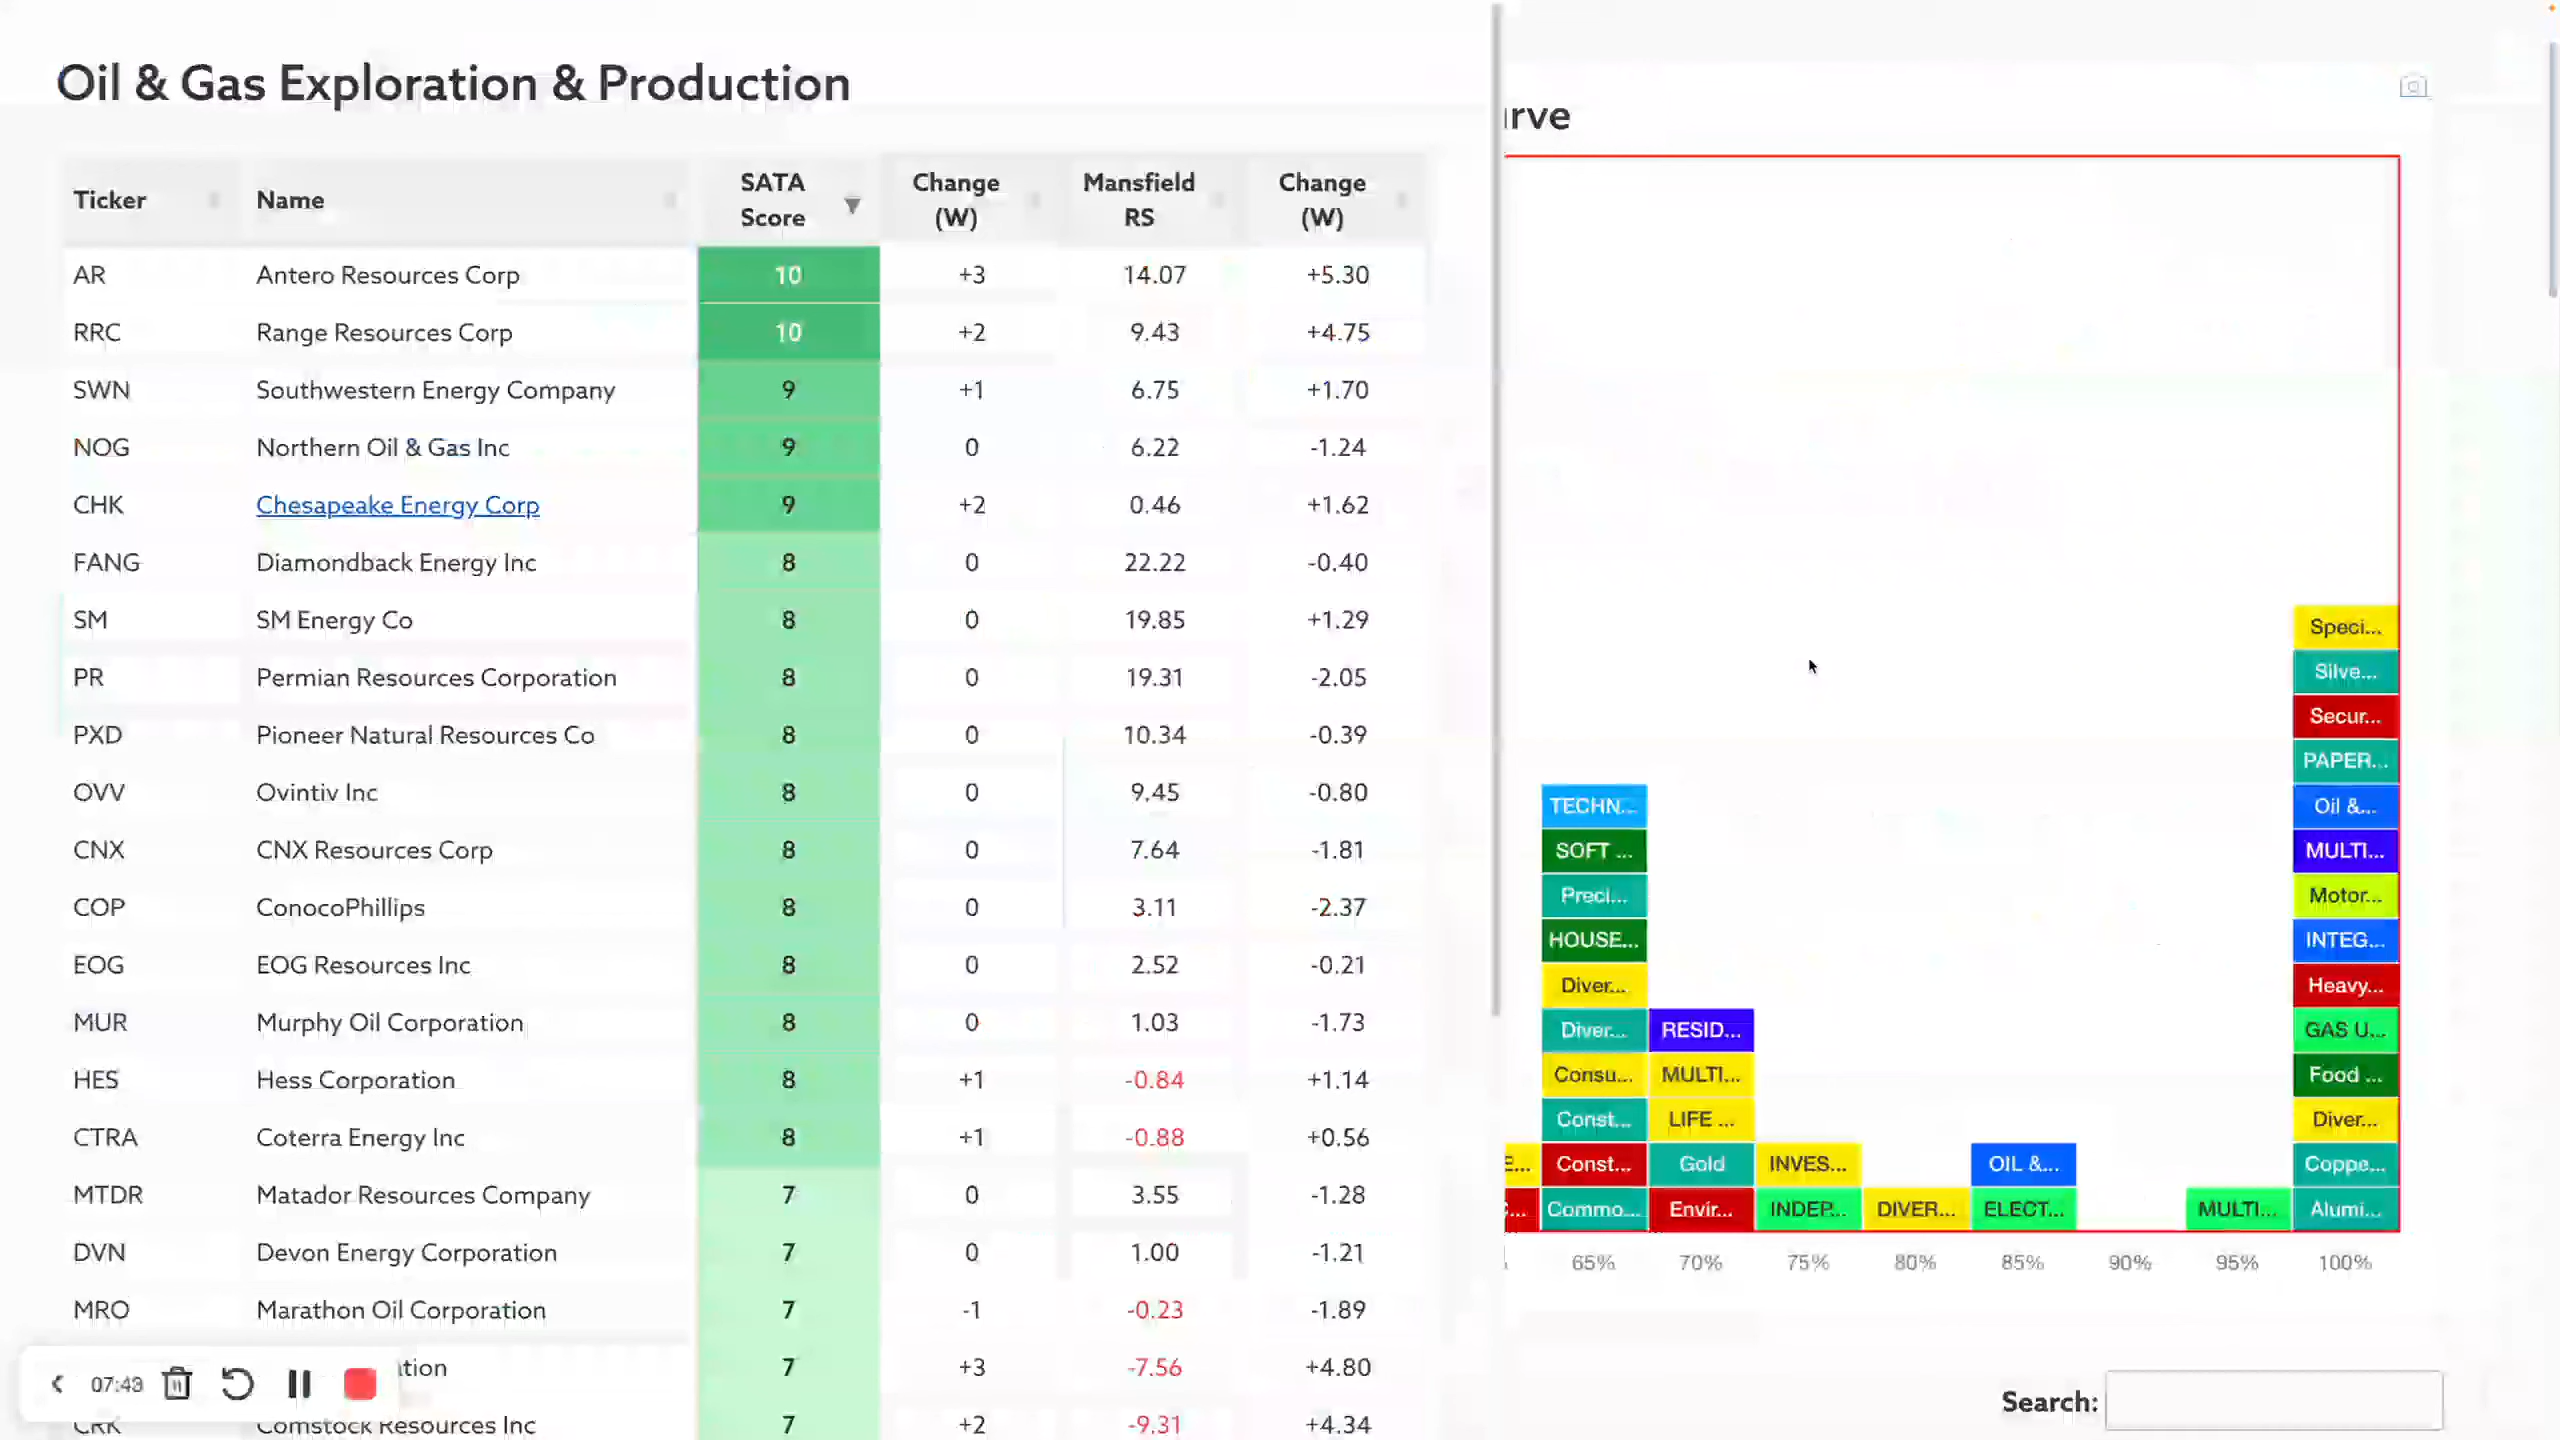 Oil & Gas Exploration & Production
Ticker Name SATA Score Change (W) Mansfield RS Change (W)
AR Antero Resources Corp 10 +3 14.07 +5.30
RRC Range Resources Corp 10 +2 9.43 +4.75
SWN Southwestern Energy Company 9 +1 6.75 +1.70
NOG Northern Oil & Gas Inc 9 0 6.22 -1.24
CHK Chesapeake Energy Corp 9 +2 0.46 +1.62
FANG Diamondback Energy Inc 8 0 22.22 -0.40
SM SM Energy Co 8 0 19.85 +1.29
PR Permian Resources Corporation 8 0 19.31 -2.05
PXD Pioneer Natural Resources Co 8 0 10.34 -0.39
OVV Ovintiv Inc 8 0 9.45 -0.80
CNX CNX Resources Corp 8 0 7.64 -1.81
COP ConocoPhillips 8 0 3.11 -2.37
EOG EOG Resources Inc 8 0 2.52 -0.21
MUR Murphy Oil Corporation 8 0 1.03 -1.73
HES Hess Corporation 8 +1 -0.84 +1.14
CTRA Coterra Energy Inc 8 +1 -0.88 +0.56
MTDR Matador Resources Company 7 0 3.55 -1.28
DVN Devon Energy Corporation 7 0 1.00 -1.21
MRO Marathon Oil Corporation 7 -1 -0.23 -1.89
ation 7 +3 -7.56 +4.80
CRK Comstock Resources Inc 7 +2 -9.31 +4.34
07:43
urve
Speci...
Silve...
Secur...
PAPER...
TECHN... Oil &...
SOFT ... MULTI...
Preci... Motor...
HOUSE... INTEG...
Diver... Heavy...
Diver... RESID... GAS U...
Consu... MULTI... Food ...
Const... LIFE ... Diver...
E... Const... Gold INVES... OIL &... Coppe...
C... Commo... Envir... INDEP... DIVER... ELECT... MULTI... Alumi...
65% 70% 75% 80% 85% 90% 95% 100%
Search: